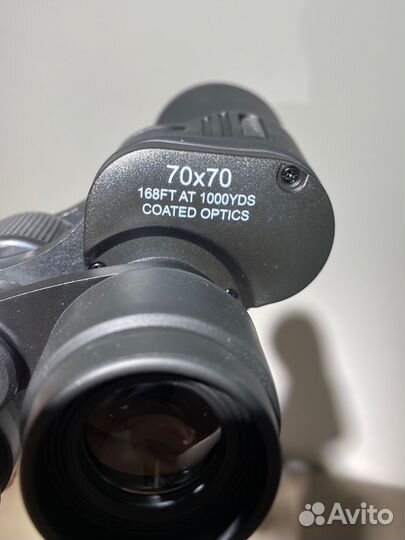 70x70
168FT AT 1000YDS
COATED OPTICS
Avito